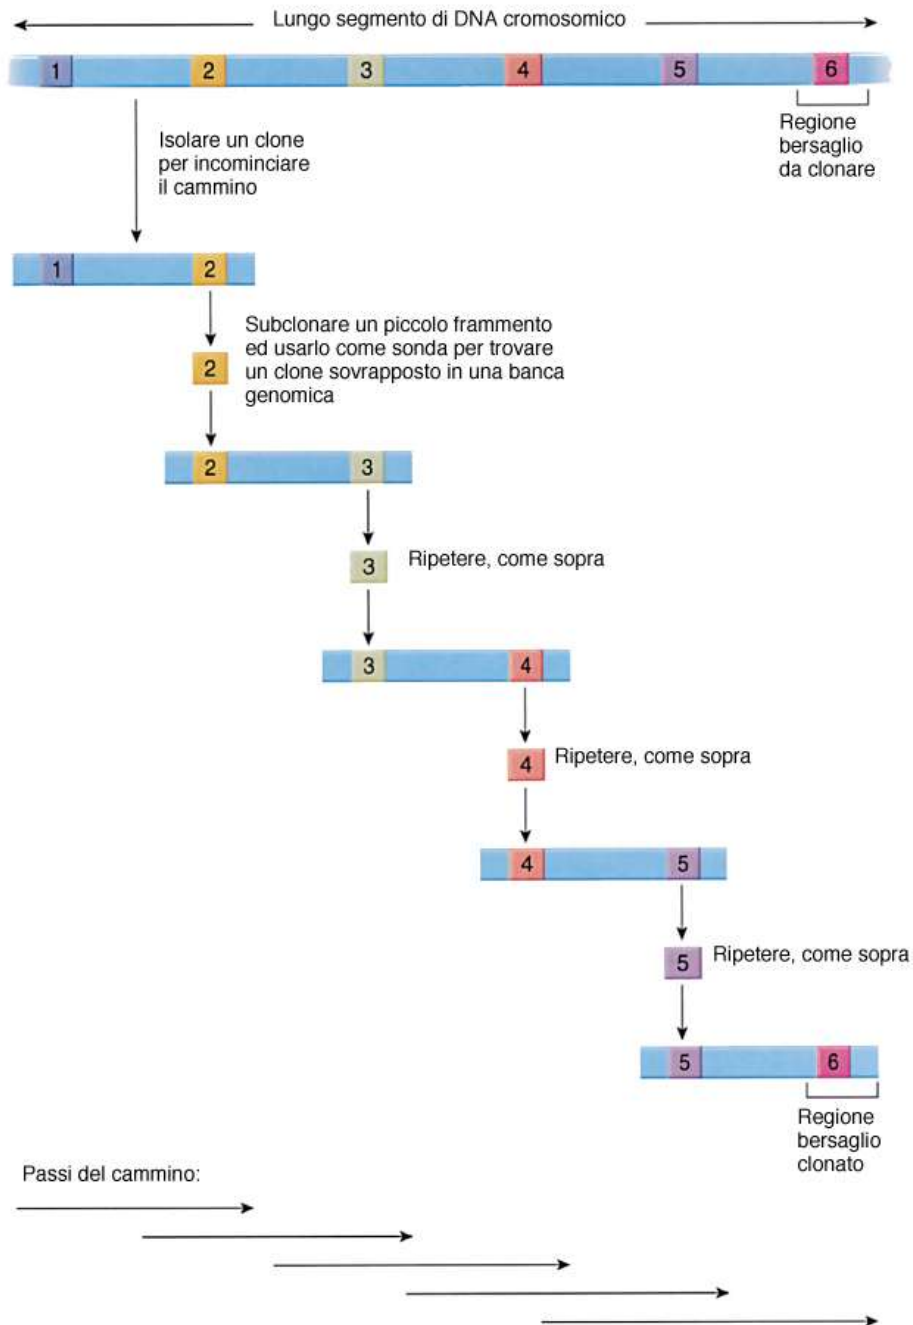 Lungo segmento di DNA cromosomico
1 2 3 4 5 6
Isolare un clone
per incominciare
il cammino
Regione
bersaglio
da clonare
1 2
Subclonare un piccolo frammento
ed usarlo come sonda per trovare
un clone sovrapposto in una banca
genomica
2
2 3
3
Ripetere, come sopra
3 4
4
Ripetere, come sopra
4 5
5
Ripetere, come sopra
5 6
Regione
bersaglio
clonato
Passi del cammino: